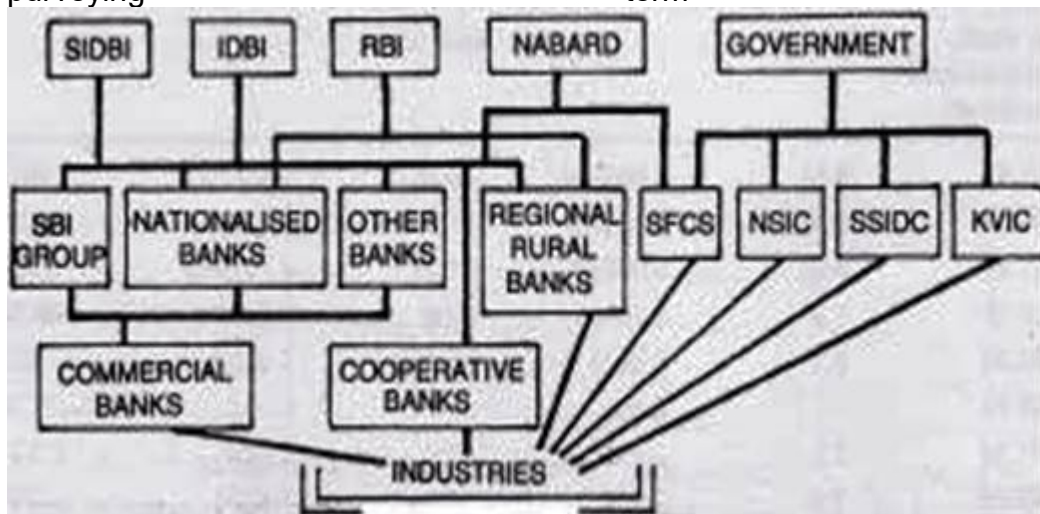 SIDBI
IDBI
RBI
NABARD
GOVERNMENT
SBI
GROUP
NATIONALISED
BANKS
OTHER
BANKS
REGIONAL
RURAL
BANKS
SFCS
NSIC
SSIDC
KVIC
COMMERCIAL
BANKS
COOPERATIVE
BANKS
INDUSTRIES